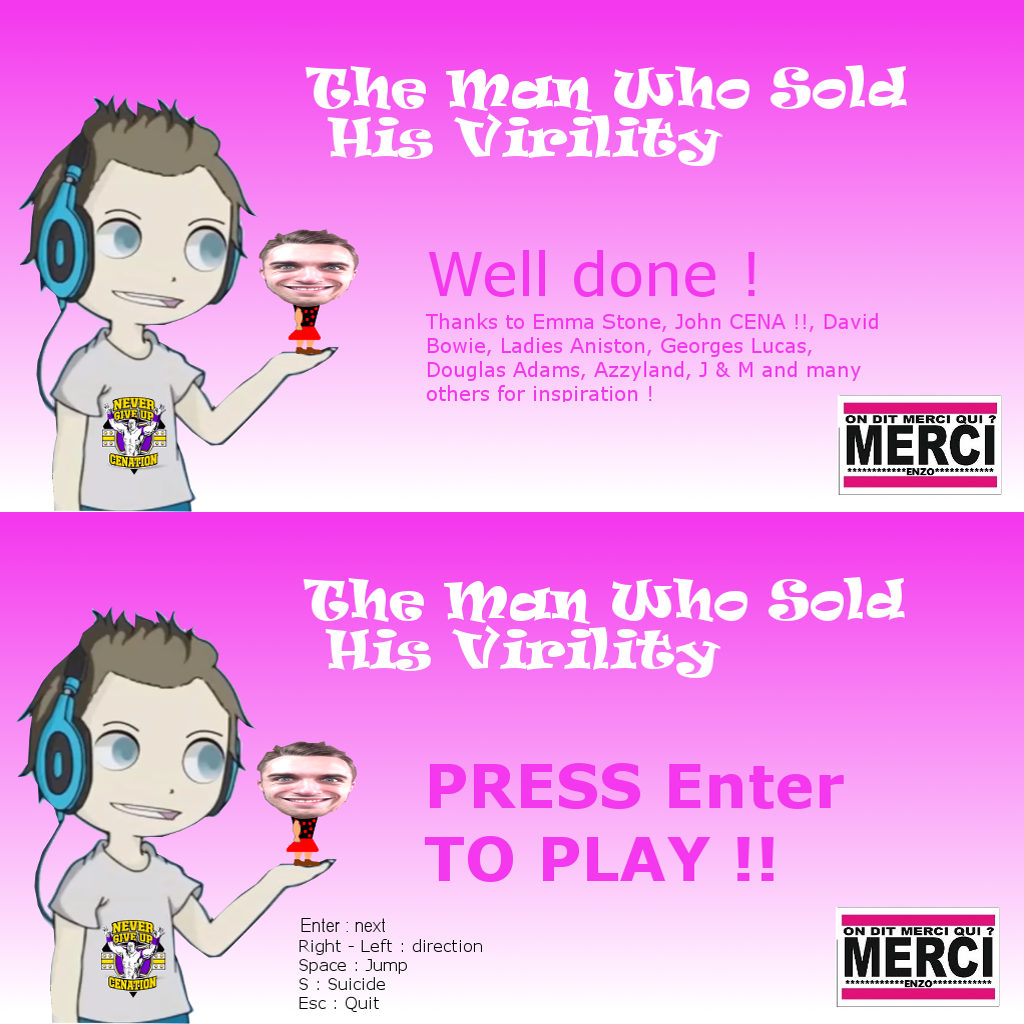 The Man Who Sold
His Virility
Well done !
Thanks to Emma Stone, John CENA !!, David
Bowie, Ladies Aniston, Georges Lucas,
Douglas Adams, Azzyland, J & M and many
others for inspiration !
NEVER
GIVE UP
CENATION
ON DIT MERCI QUI ?
MERCI
************ENZO************
The Man Who Sold
His Virility
PRESS Enter
TO PLAY !!
Enter : next
Right - Left : direction
Space : Jump
S : Suicide
Esc : Quit
NEVER
GIVE UP
CENATION
ON DIT MERCI QUI ?
MERCI
************ENZO************